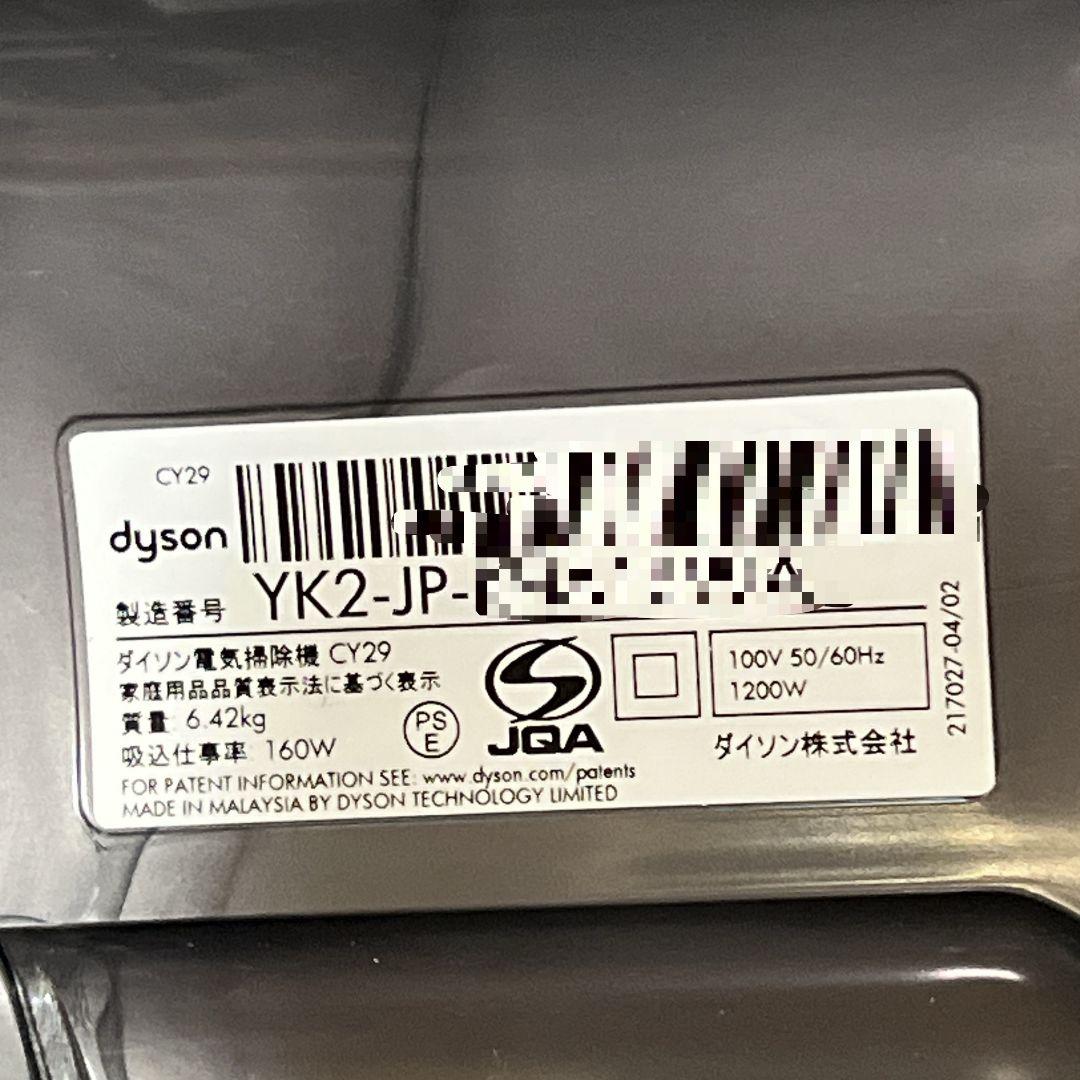 CY29
dyson
製造番号 YK2-JP-
ダイソン電気掃除機 CY29
家庭用品品質表示法に基づく表示
質量 6.42kg
吸込仕事率 160W
PS
E
JQA
100V 50/60Hz
1200W
ダイソン株式会社
217027-04/02
FOR PATENT INFORMATION SEE: www.dyson.com/patents
MADE IN MALAYSIA BY DYSON TECHNOLOGY LIMITED